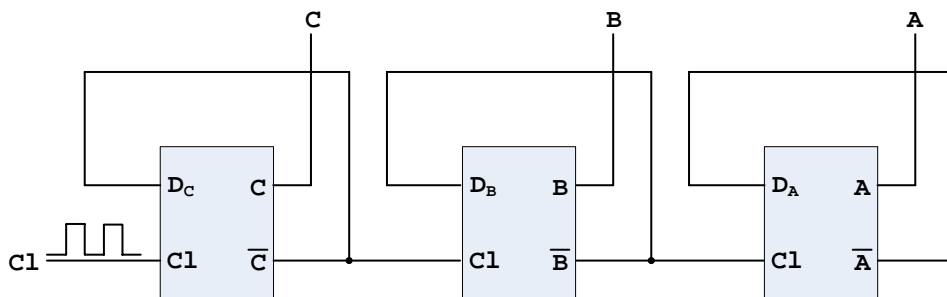 C B A
D_C C D_B B D_A A
Cl Cl C̅ Cl B̅ Cl A̅